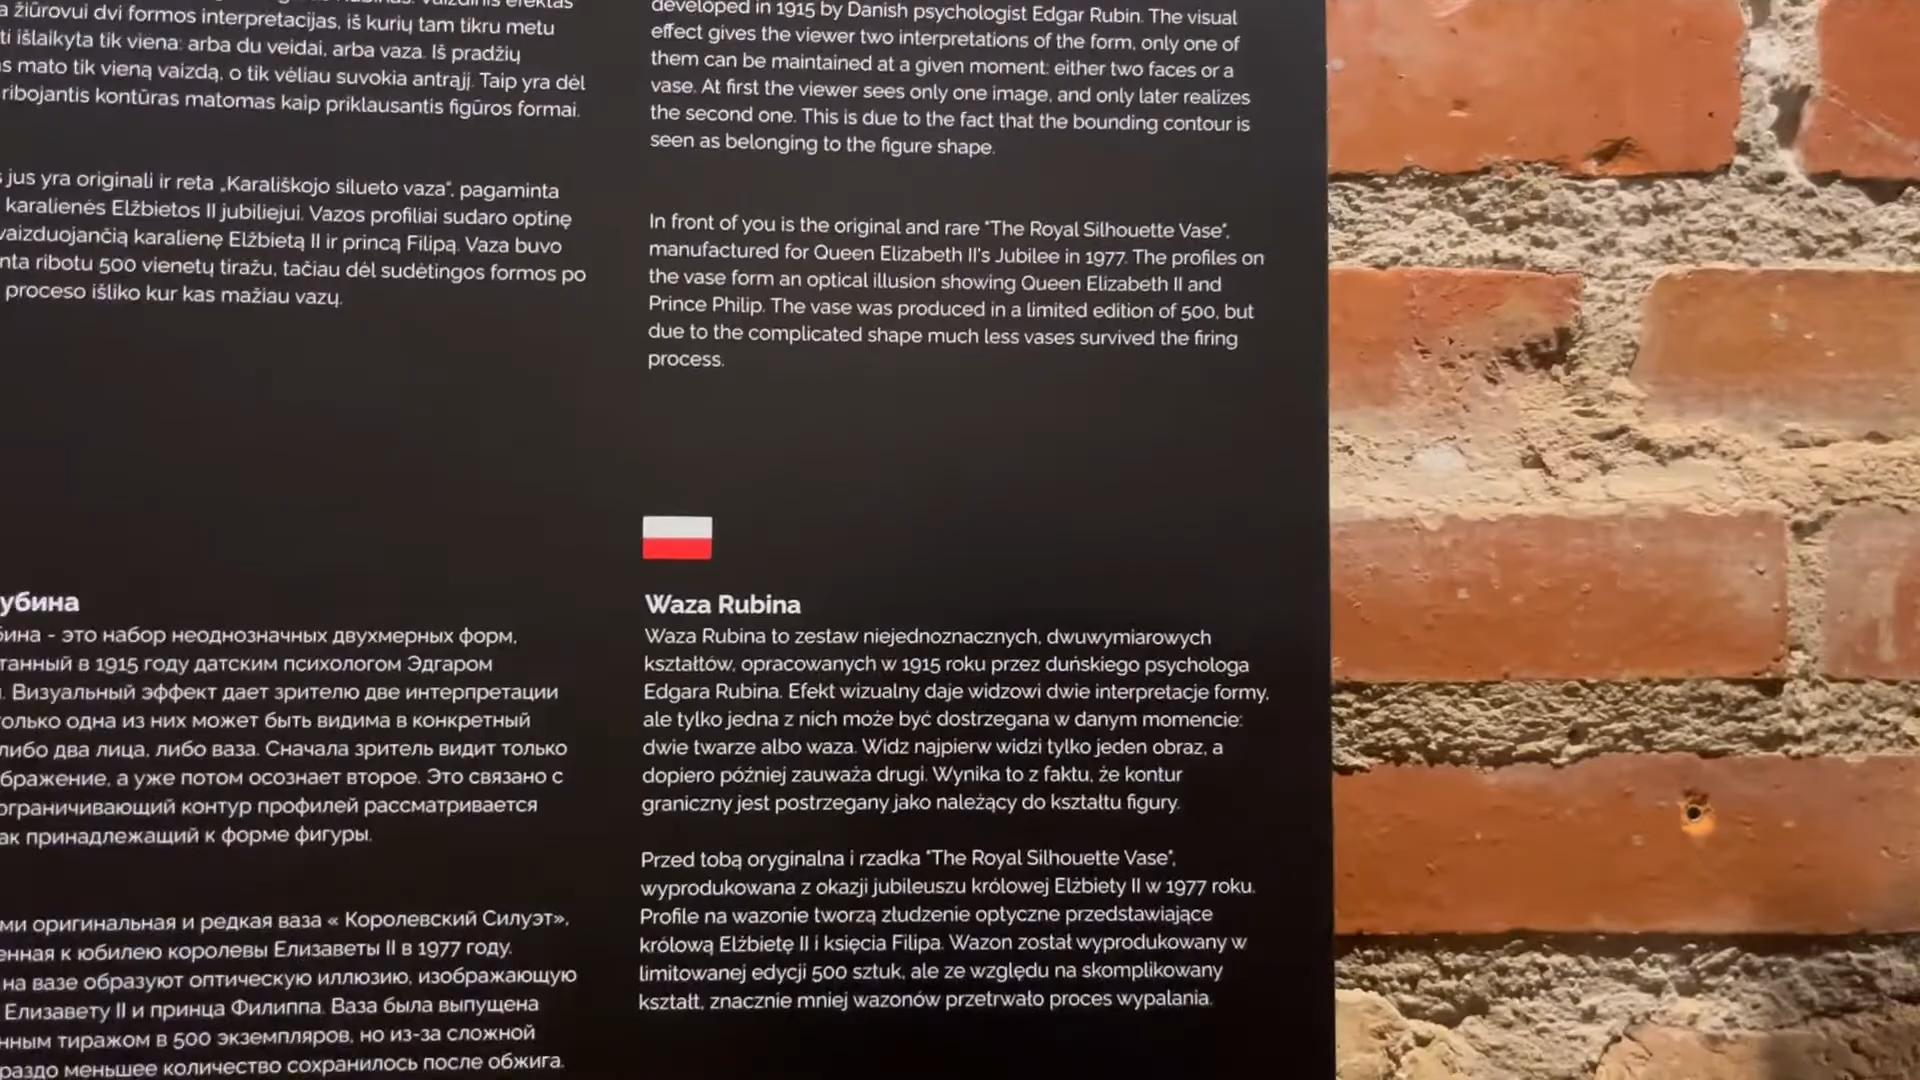 a žiūrovui dvi formos interpretacijas, iš kurių tam tikru metu
ti išlaikyta tik viena: arba du veidai, arba vaza. Iš pradžių
s mato tik vieną vaizdą, o tik vėliau suvokia antrąjį. Taip yra dėl
ribojantis kontūras matomas kaip priklausantis figūros formai.
jus yra originali ir reta „Karališkojo silueto vaza“, pagaminta
karalienės Elžbietos II jubiliejui. Vazos profiliai sudaro optinę
vaizduojančią karalienę Elžbietą II ir princą Filipą. Vaza buvo
nta ribotu 500 vienetų tiražu, tačiau dėl sudėtingos formos po
proceso išliko kur kas mažiau vazų.
developed in 1915 by Danish psychologist Edgar Rubin. The visual
effect gives the viewer two interpretations of the form, only one of
them can be maintained at a given moment: either two faces or a
vase. At first the viewer sees only one image, and only later realizes
the second one. This is due to the fact that the bounding contour is
seen as belonging to the figure shape.
In front of you is the original and rare "The Royal Silhouette Vase",
manufactured for Queen Elizabeth II's Jubilee in 1977. The profiles on
the vase form an optical illusion showing Queen Elizabeth II and
Prince Philip. The vase was produced in a limited edition of 500, but
due to the complicated shape much less vases survived the firing
process.
убина
бина - это набор неоднозначных двухмерных форм,
танный в 1915 году датским психологом Эдгаром
. Визуальный эффект дает зрителю две интерпретации
олько одна из них может быть видима в конкретный
либо два лица, либо ваза. Сначала зритель видит только
бражение, а уже потом осознает второе. Это связано с
ограничивающий контур профилей рассматривается
ак принадлежащий к форме фигуры.
ми оригинальная и редкая ваза « Королевский Силуэт»,
енная к юбилею королевы Елизаветы II в 1977 году.
на вазе образуют оптическую иллюзию, изображающую
Елизавету II и принца Филиппа. Ваза была выпущена
нным тиражом в 500 экземпляров, но из-за сложной
раздо меньшее количество сохранилось после обжига.
Waza Rubina
Waza Rubina to zestaw niejednoznacznych, dwuwymiarowych
kształtów, opracowanych w 1915 roku przez duńskiego psychologa
Edgara Rubina. Efekt wizualny daje widzowi dwie interpretacje formy,
ale tylko jedna z nich może być dostrzegana w danym momencie:
dwie twarze albo waza. Widz najpierw widzi tylko jeden obraz, a
dopiero później zauważa drugi. Wynika to z faktu, że kontur
graniczny jest postrzegany jako należący do kształtu figury.
Przed tobą oryginalna i rzadka "The Royal Silhouette Vase",
wyprodukowana z okazji jubileuszu królowej Elżbiety II w 1977 roku.
Profile na wazonie tworzą złudzenie optyczne przedstawiające
królową Elżbietę II i księcia Filipa. Wazon został wyprodukowany w
limitowanej edycji 500 sztuk, ale ze względu na skomplikowany
kształt, znacznie mniej wazonów przetrwało proces wypalania.